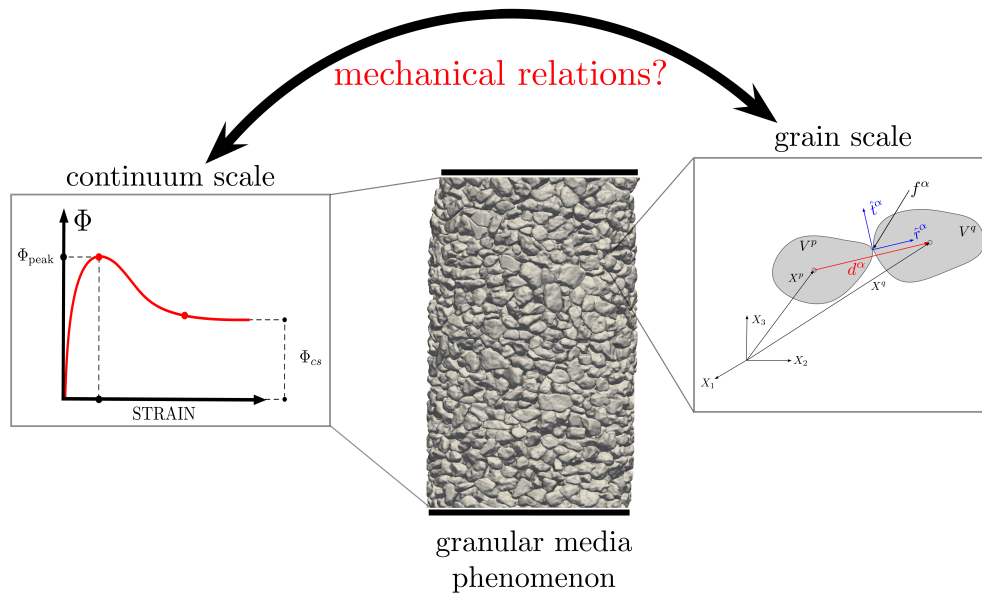 mechanical relations?
continuum scale
grain scale
Φ
Φpeak
Φcs
STRAIN
f^α
t̂^α
r̂^α
V^p
V^q
d^α
X^p
X^q
X₃
X₂
X₁
granular media
phenomenon